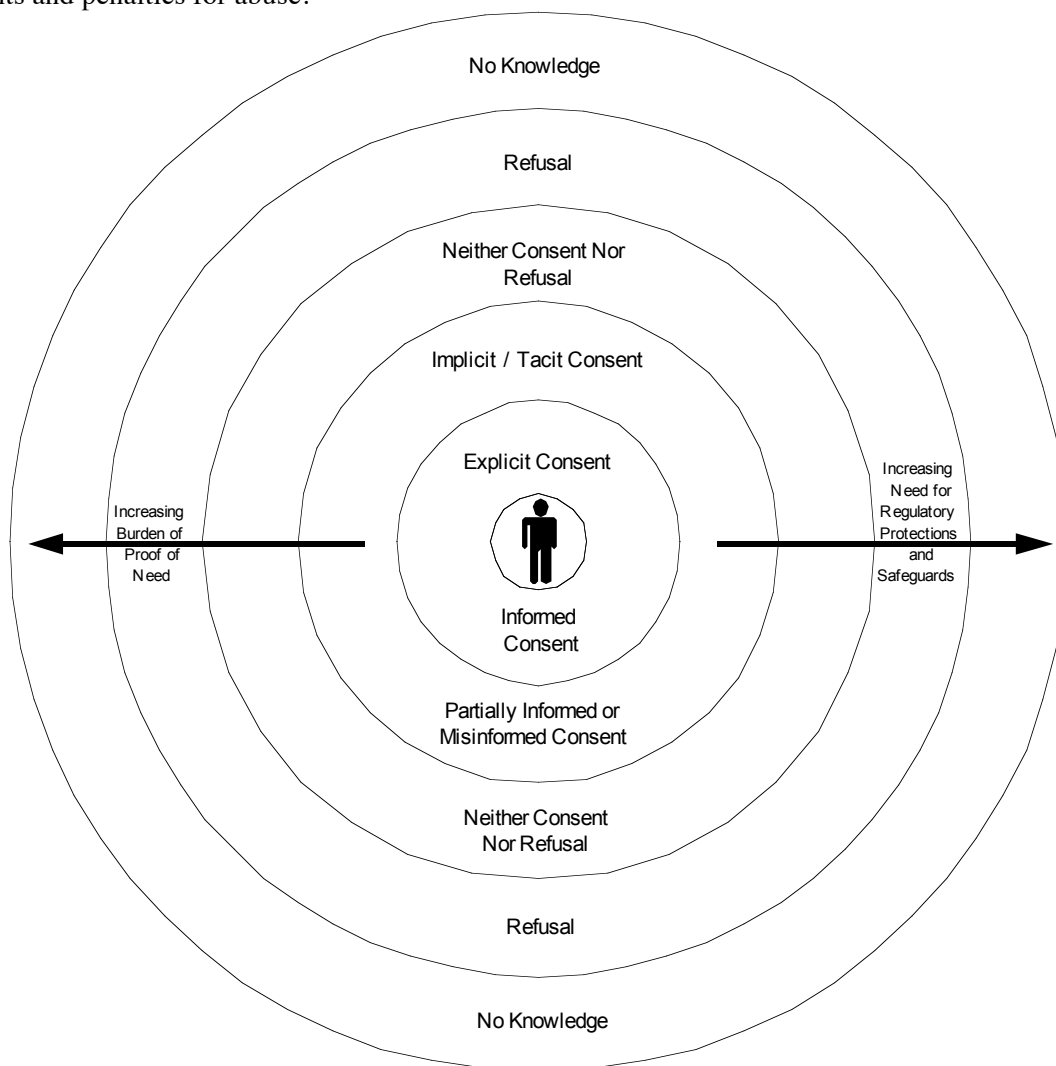 nts and penalties for abuse?
No Knowledge
Refusal
Neither Consent Nor
Refusal
Implicit / Tacit Consent
Explicit Consent
Increasing
Burden of
Proof of
Need
Increasing
Need for
Regulatory
Protections
and
Safeguards
Informed
Consent
Partially Informed or
Misinformed Consent
Neither Consent
Nor Refusal
Refusal
No Knowledge